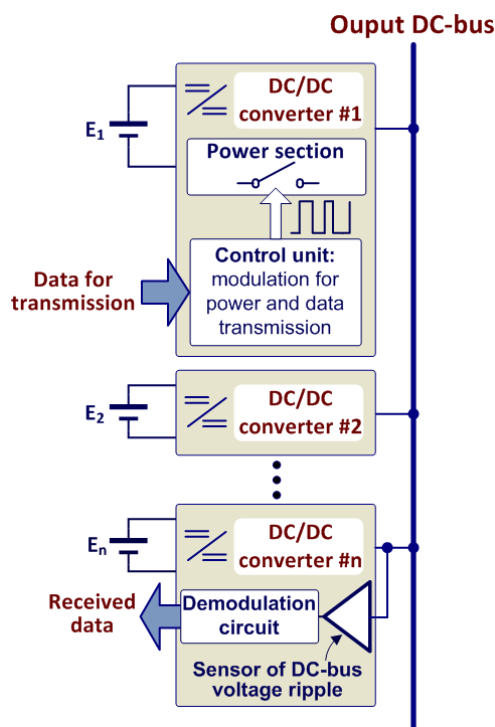 Ouput DC-bus
DC/DC
converter #1
E1
Power section
Control unit:
modulation for
power and data
transmission
Data for
transmission
E2
DC/DC
converter #2
En
DC/DC
converter #n
Received
data
Demodulation
circuit
Sensor of DC-bus
voltage ripple